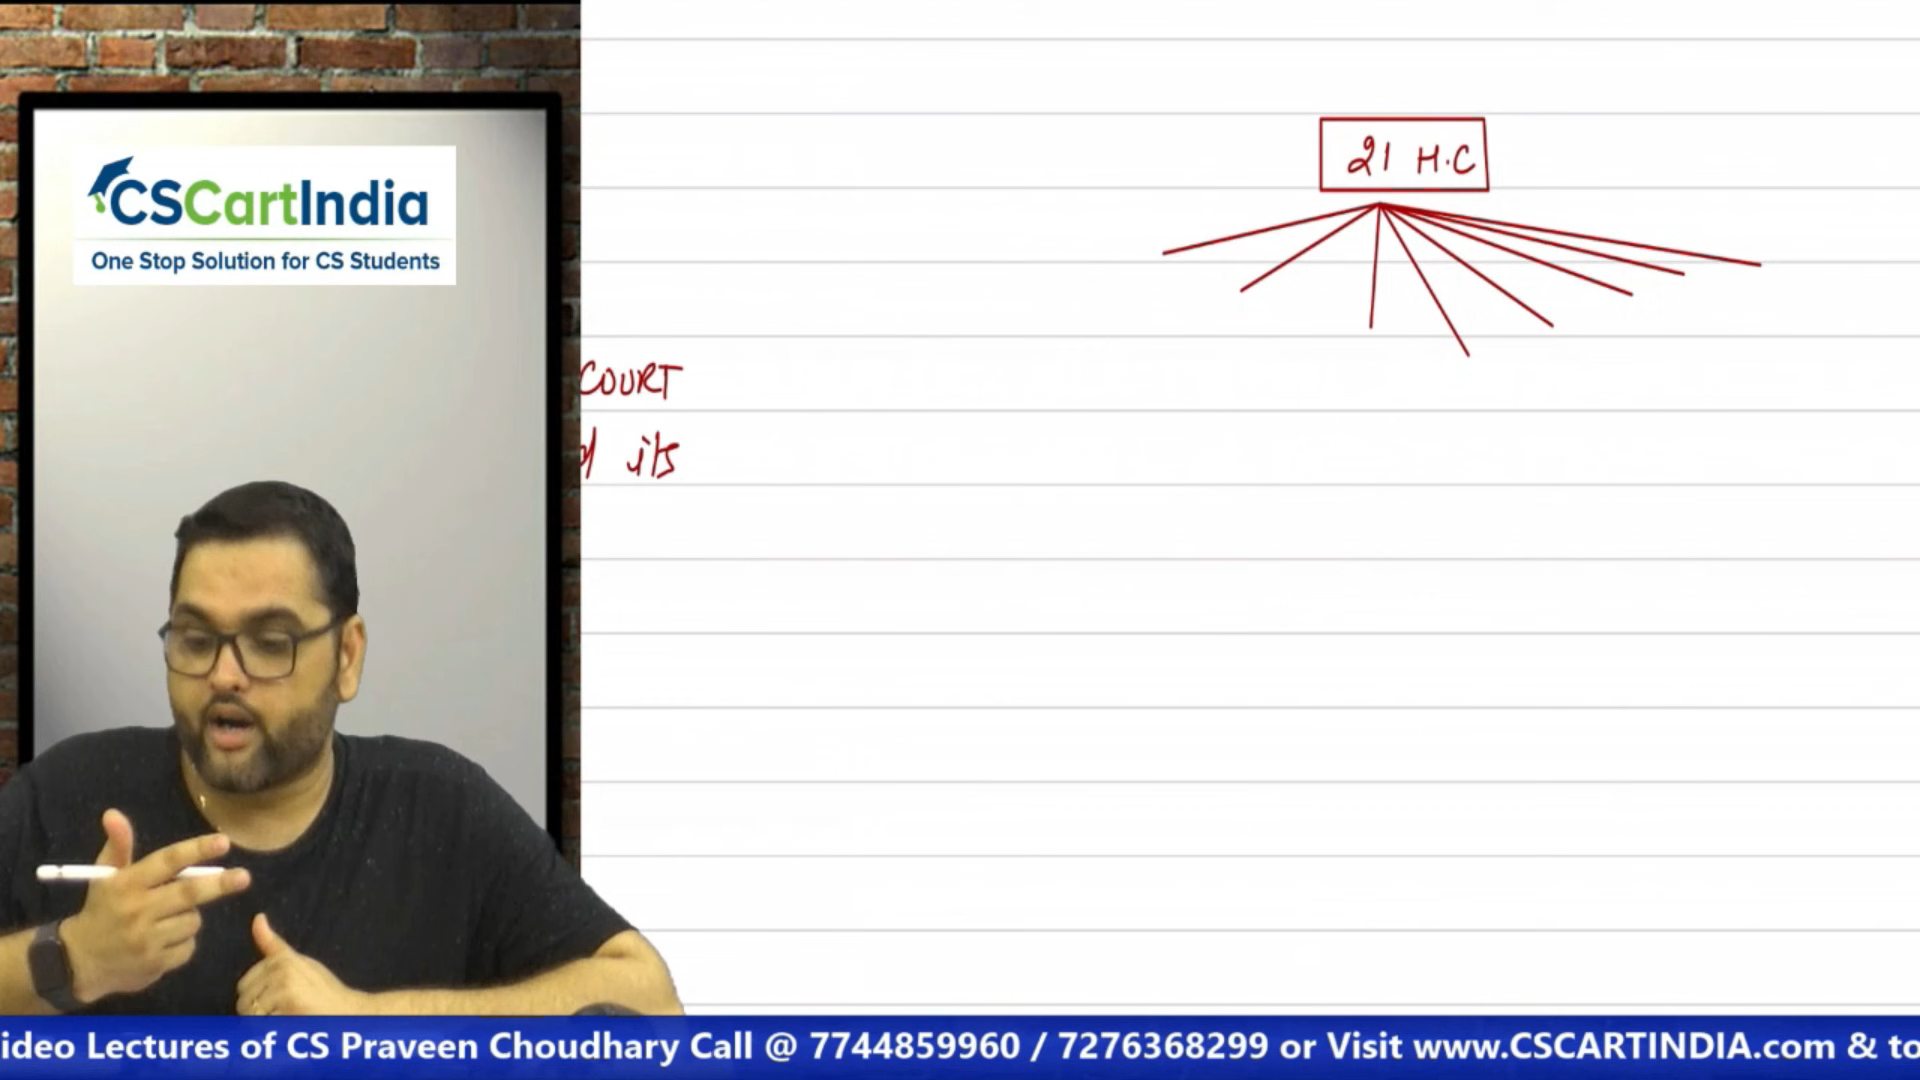 CSCartIndia
One Stop Solution for CS Students
21 H.C
COURT
its
ideo Lectures of CS Praveen Choudhary Call @ 7744859960 / 7276368299 or Visit www.CSCARTINDIA.com & to